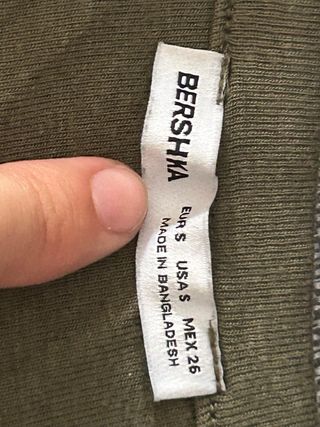 BERSHKA
EUR S USA S MEX 26
MADE IN BANGLADESH